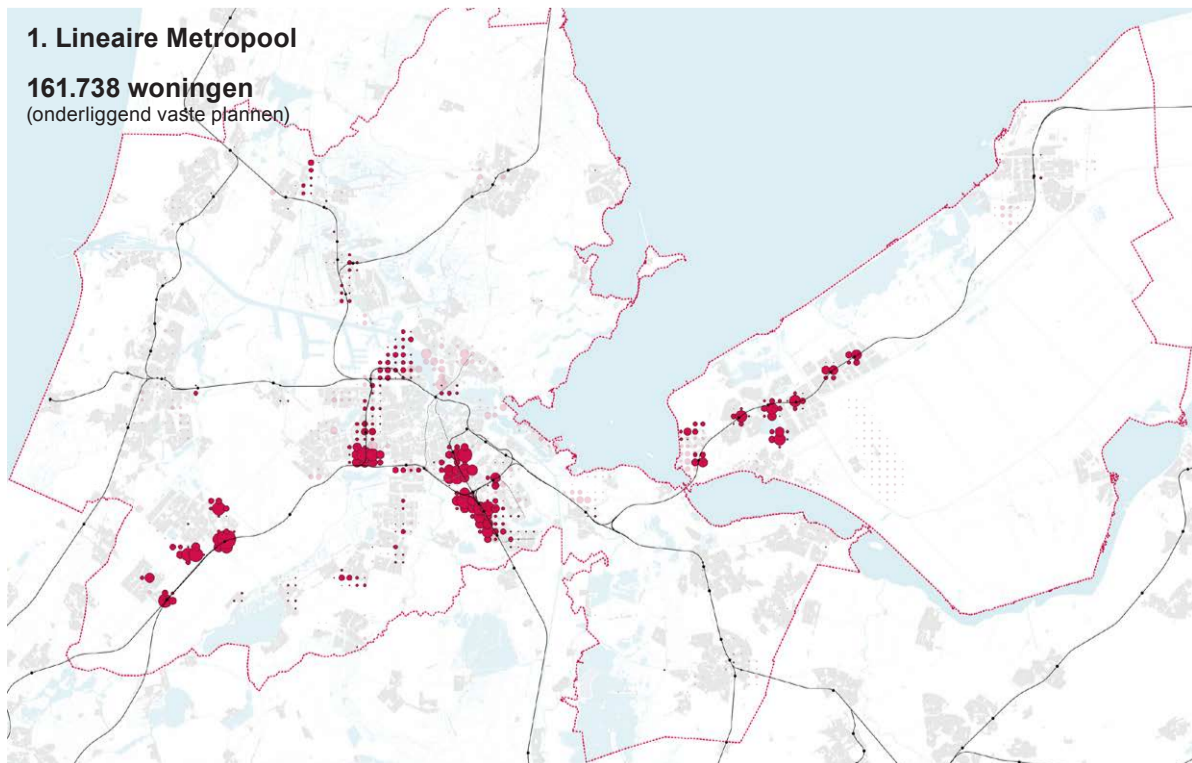 1. Lineaire Metropool
161.738 woningen
(onderliggend vaste plannen)